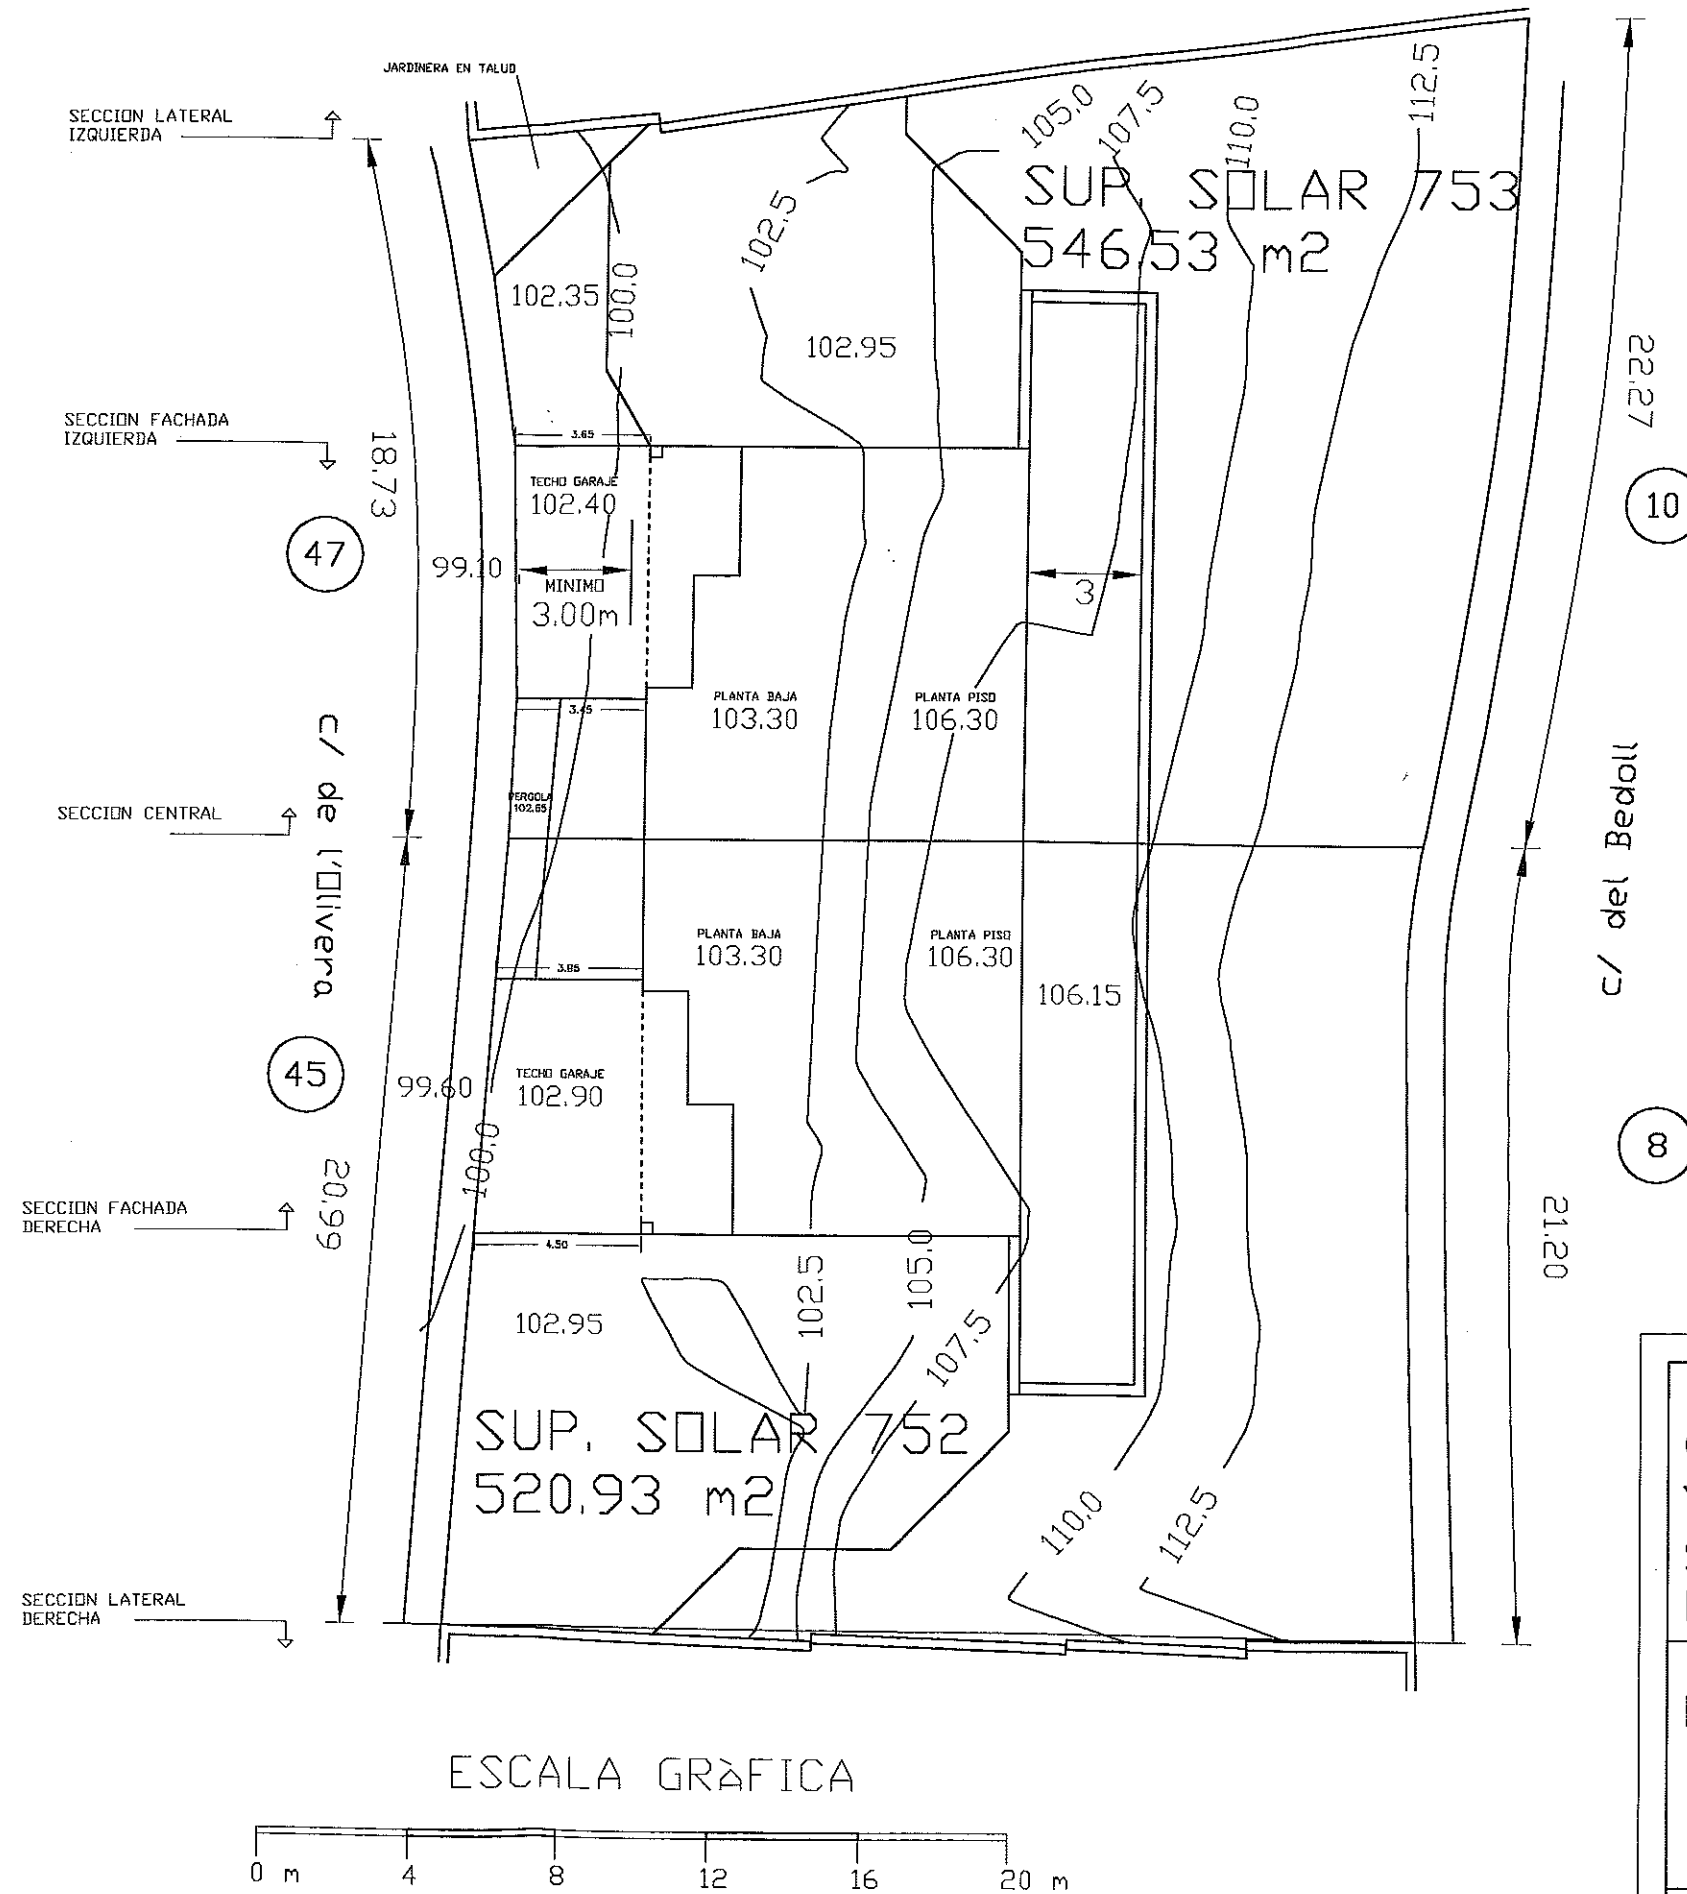 JARDINERA EN TALUD
SECCION LATERAL
IZQUIERDA
105.0
107.5
110.0
112.5
SUP. SOLAR 753
546.53 m2
102.5
102.35
100.0
102.95
22.27
SECCION FACHADA
IZQUIERDA
18.73
3.65
TECHO GARAJE
102.40
10
47
99.10
MINIMO
3.00m
3
PLANTA BAJA
103.30
PLANTA PISO
106.30
3.45
c/ de l'Olivera
c/ del Bedoll
PERGOLA
102.65
SECCION CENTRAL
PLANTA BAJA
103.30
PLANTA PISO
106.30
3.85
106.15
45
99.60
TECHO GARAJE
102.90
100.0
8
20.99
21.20
SECCION FACHADA
DERECHA
4.50
102.5
105.0
107.5
102.95
SUP. SOLAR 752
520.93 m2
110.0
112.5
SECCION LATERAL
DERECHA
ESCALA GRÀFICA
0 m 4 8 12 16 20 m